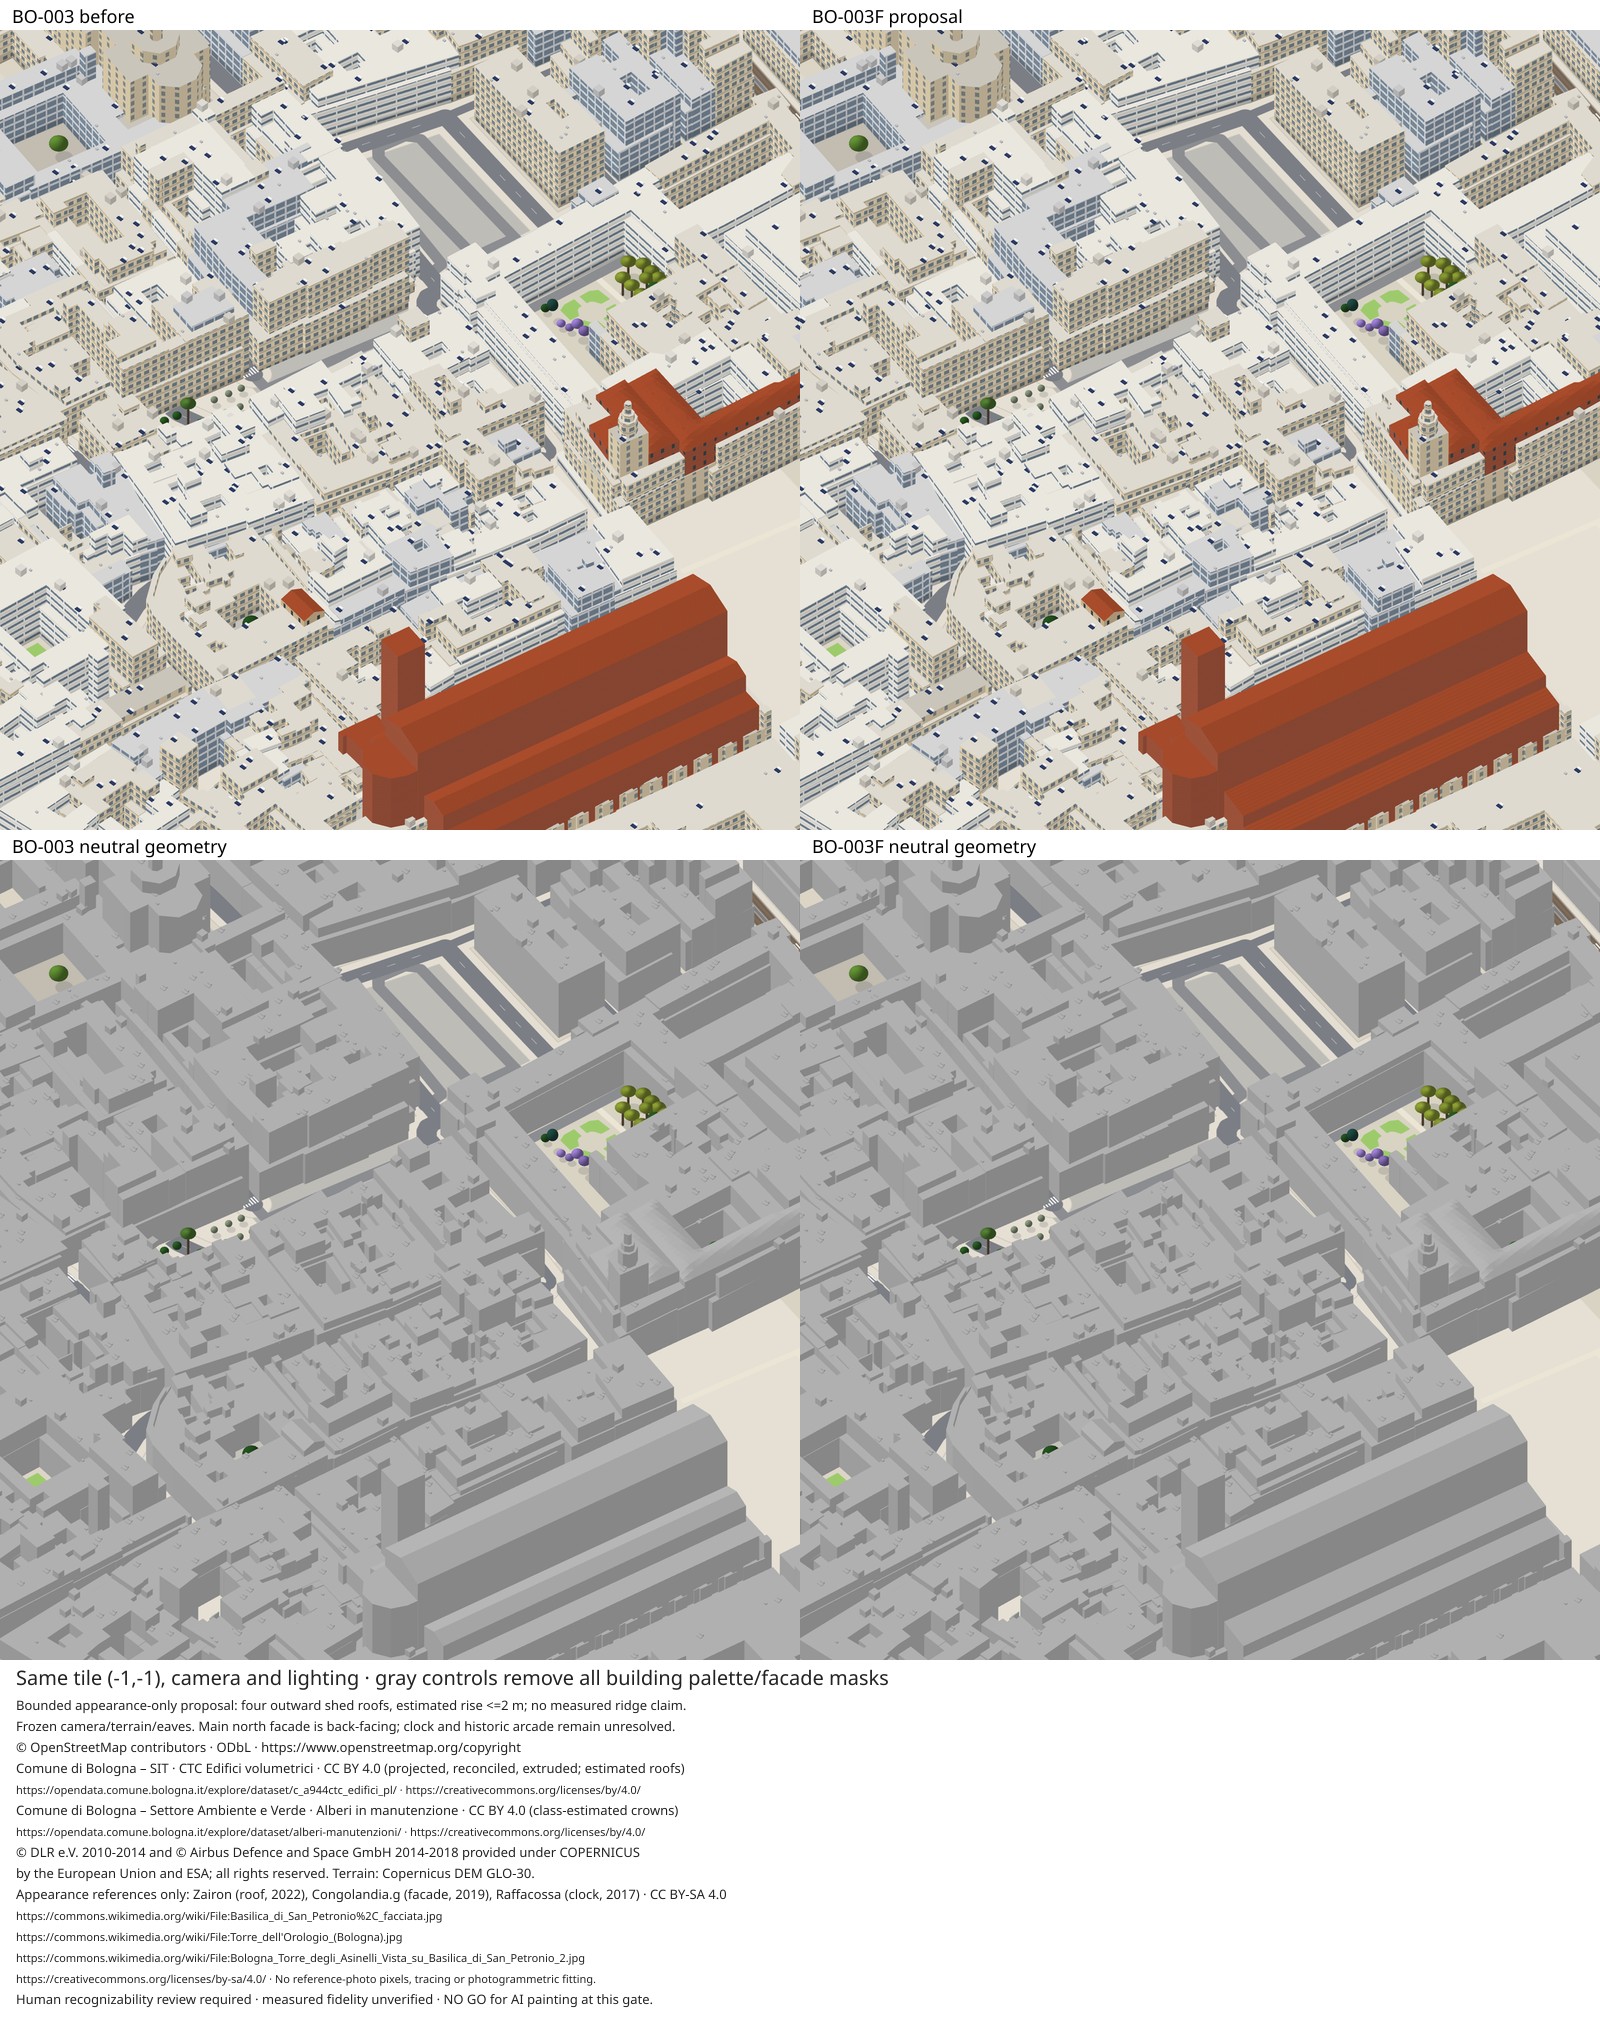 BO-003 before
BO-003F proposal
BO-003 neutral geometry
BO-003F neutral geometry
Same tile (-1,-1), camera and lighting · gray controls remove all building palette/facade masks
Bounded appearance-only proposal: four outward shed roofs, estimated rise <=2 m; no measured ridge claim.
Frozen camera/terrain/eaves. Main north facade is back-facing; clock and historic arcade remain unresolved.
© OpenStreetMap contributors · ODbL · https://www.openstreetmap.org/copyright
Comune di Bologna – SIT · CTC Edifici volumetrici · CC BY 4.0 (projected, reconciled, extruded; estimated roofs)
https://opendata.comune.bologna.it/explore/dataset/c_a944ctc_edifici_pl/ · https://creativecommons.org/licenses/by/4.0/
Comune di Bologna – Settore Ambiente e Verde · Alberi in manutenzione · CC BY 4.0 (class-estimated crowns)
https://opendata.comune.bologna.it/explore/dataset/alberi-manutenzioni/ · https://creativecommons.org/licenses/by/4.0/
© DLR e.V. 2010-2014 and © Airbus Defence and Space GmbH 2014-2018 provided under COPERNICUS
by the European Union and ESA; all rights reserved. Terrain: Copernicus DEM GLO-30.
Appearance references only: Zairon (roof, 2022), Congolandia.g (facade, 2019), Raffacossa (clock, 2017) · CC BY-SA 4.0
https://commons.wikimedia.org/wiki/File:Basilica_di_San_Petronio%2C_facciata.jpg
https://commons.wikimedia.org/wiki/File:Torre_dell'Orologio_(Bologna).jpg
https://commons.wikimedia.org/wiki/File:Bologna_Torre_degli_Asinelli_Vista_su_Basilica_di_San_Petronio_2.jpg
https://creativecommons.org/licenses/by-sa/4.0/ · No reference-photo pixels, tracing or photogrammetric fitting.
Human recognizability review required · measured fidelity unverified · NO GO for AI painting at this gate.